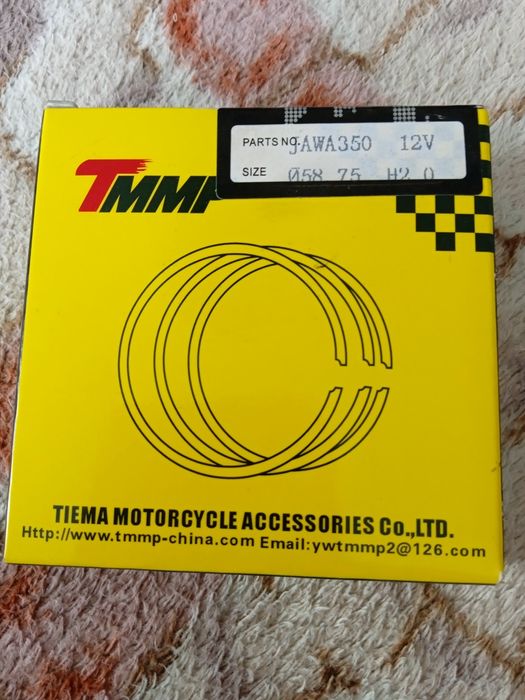 PARTS NO. JAWA350 12V
SIZE Ø58.75 H2.0
TMMP
TIEMA MOTORCYCLE ACCESSORIES Co.,LTD.
Http://www.tmmp-china.com Email:ywtmmp2@126.com